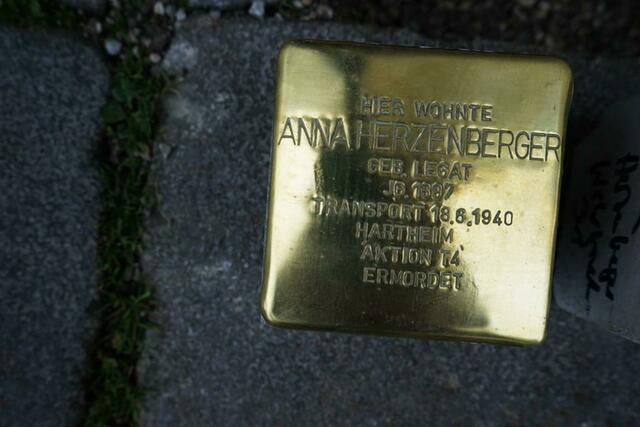 HIER WOHNTE
ANNA HERZENBERGER
GEB. LEGAT
JG. 1897
TRANSPORT 18.6.1940
HARTHEIM
AKTION T4
ERMORDET